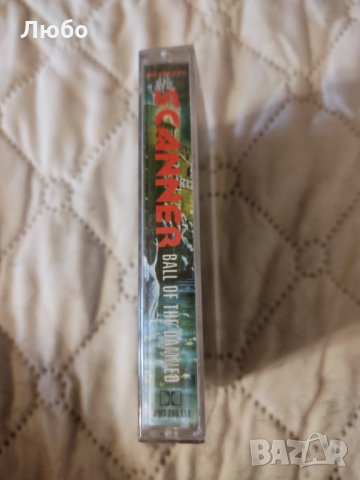 Любо
SCANNER
BALL OF THE DAMNED
BAZAR